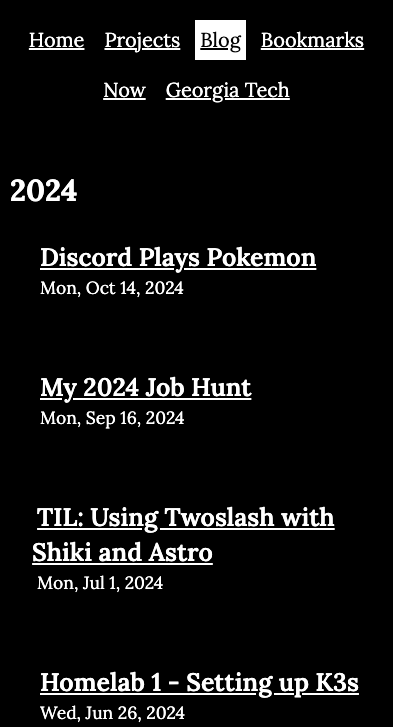 Home Projects Blog Bookmarks
Now Georgia Tech
2024
Discord Plays Pokemon
Mon, Oct 14, 2024
My 2024 Job Hunt
Mon, Sep 16, 2024
TIL: Using Twoslash with
Shiki and Astro
Mon, Jul 1, 2024
Homelab 1 - Setting up K3s
Wed, Jun 26, 2024